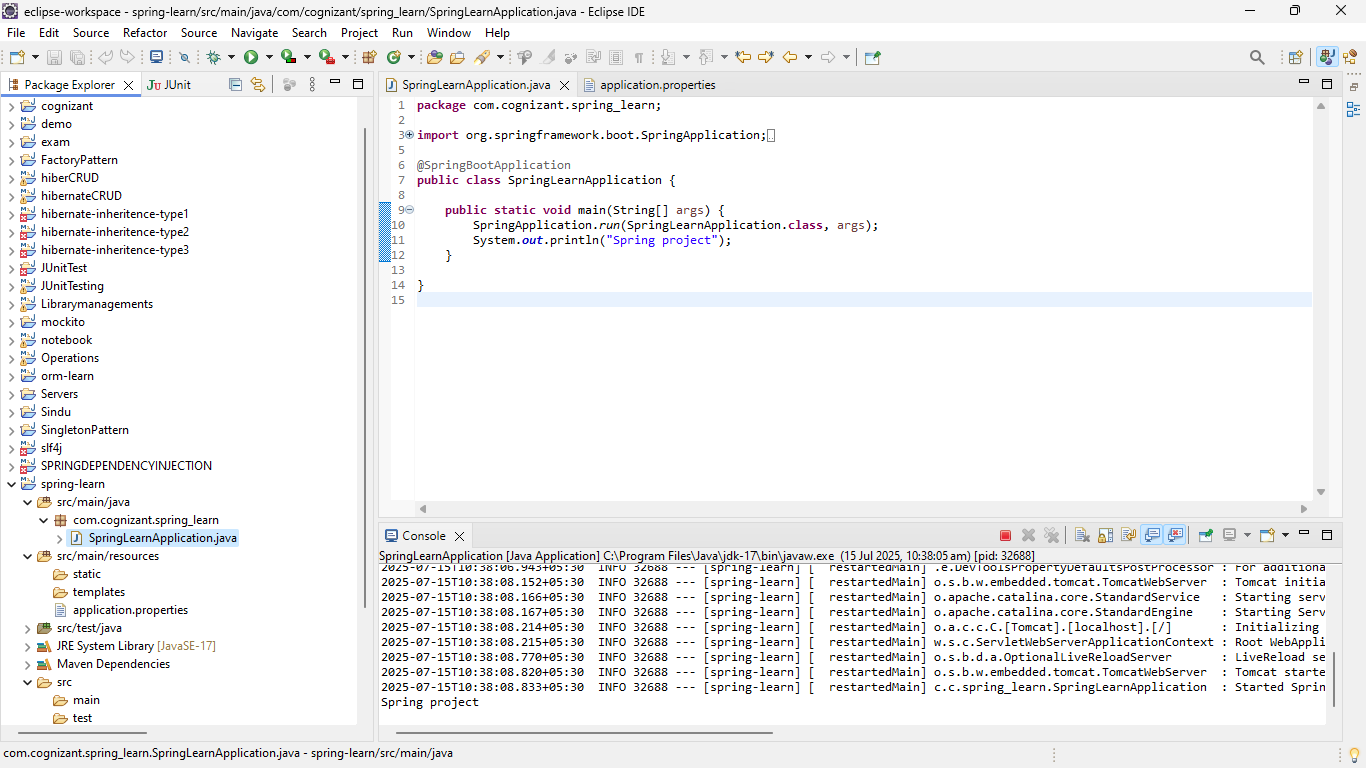 eclipse-workspace - spring-learn/src/main/java/com/cognizant/spring_learn/SpringLearnApplication.java - Eclipse IDE
File Edit Source Refactor Source Navigate Search Project Run Window Help
Package Explorer JUnit
cognizant
demo
exam
FactoryPattern
hiberCRUD
hibernateCRUD
hibernate-inheritence-type1
hibernate-inheritence-type2
hibernate-inheritence-type3
JUnitTest
JUnitTesting
Librarymanagements
mockito
notebook
Operations
orm-learn
Servers
Sindu
SingletonPattern
slf4j
SPRINGDEPENDENCYINJECTION
spring-learn
src/main/java
com.cognizant.spring_learn
SpringLearnApplication.java
src/main/resources
static
templates
application.properties
src/test/java
JRE System Library [JavaSE-17]
Maven Dependencies
src
main
test
SpringLearnApplication.java application.properties
1 package com.cognizant.spring_learn;
2
3 import org.springframework.boot.SpringApplication;
5
6 @SpringBootApplication
7 public class SpringLearnApplication {
8
9 public static void main(String[] args) {
10 SpringApplication.run(SpringLearnApplication.class, args);
11 System.out.println("Spring project");
12 }
13
14 }
15
Console
SpringLearnApplication [Java Application] C:\Program Files\Java\jdk-17\bin\javaw.exe (15 Jul 2025, 10:38:05 am) [pid: 32688]
2025-07-15T10:38:06.943+05:30 INFO 32688 --- [spring-learn] [ restartedMain] .e.DevToolsPropertyDefaultsPostProcessor : For additiona
2025-07-15T10:38:08.152+05:30 INFO 32688 --- [spring-learn] [ restartedMain] o.s.b.w.embedded.tomcat.TomcatWebServer : Tomcat initia
2025-07-15T10:38:08.166+05:30 INFO 32688 --- [spring-learn] [ restartedMain] o.apache.catalina.core.StandardService : Starting serv
2025-07-15T10:38:08.167+05:30 INFO 32688 --- [spring-learn] [ restartedMain] o.apache.catalina.core.StandardEngine : Starting Serv
2025-07-15T10:38:08.214+05:30 INFO 32688 --- [spring-learn] [ restartedMain] o.a.c.c.C.[Tomcat].[localhost].[/] : Initializing
2025-07-15T10:38:08.215+05:30 INFO 32688 --- [spring-learn] [ restartedMain] w.s.c.ServletWebServerApplicationContext : Root WebAppli
2025-07-15T10:38:08.770+05:30 INFO 32688 --- [spring-learn] [ restartedMain] o.s.b.d.a.OptionalLiveReloadServer : LiveReload se
2025-07-15T10:38:08.820+05:30 INFO 32688 --- [spring-learn] [ restartedMain] o.s.b.w.embedded.tomcat.TomcatWebServer : Tomcat starte
2025-07-15T10:38:08.833+05:30 INFO 32688 --- [spring-learn] [ restartedMain] c.c.spring_learn.SpringLearnApplication : Started Sprin
Spring project
com.cognizant.spring_learn.SpringLearnApplication.java - spring-learn/src/main/java